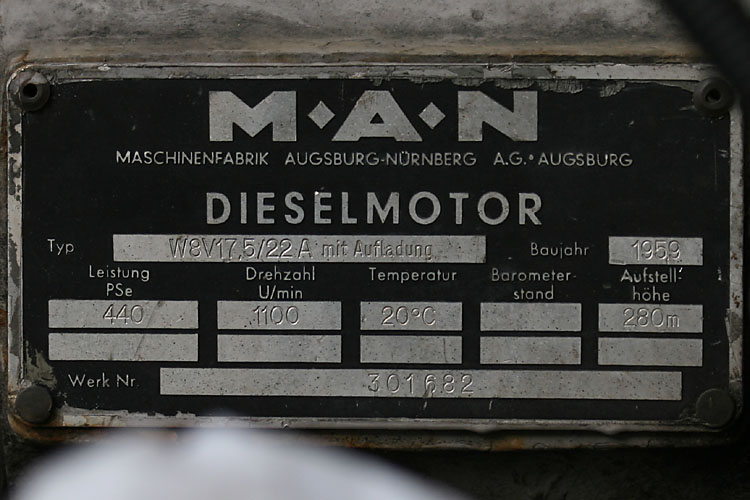 M·A·N
MASCHINENFABRIK AUGSBURG-NÜRNBERG A.G. AUGSBURG
DIESELMOTOR
Typ W8V17,5/22 A mit Aufladung Baujahr 1959
Leistung PSe Drehzahl U/min Temperatur Barometer-stand Aufstell-höhe
440 1100 20°C 280m
Werk Nr. 301682